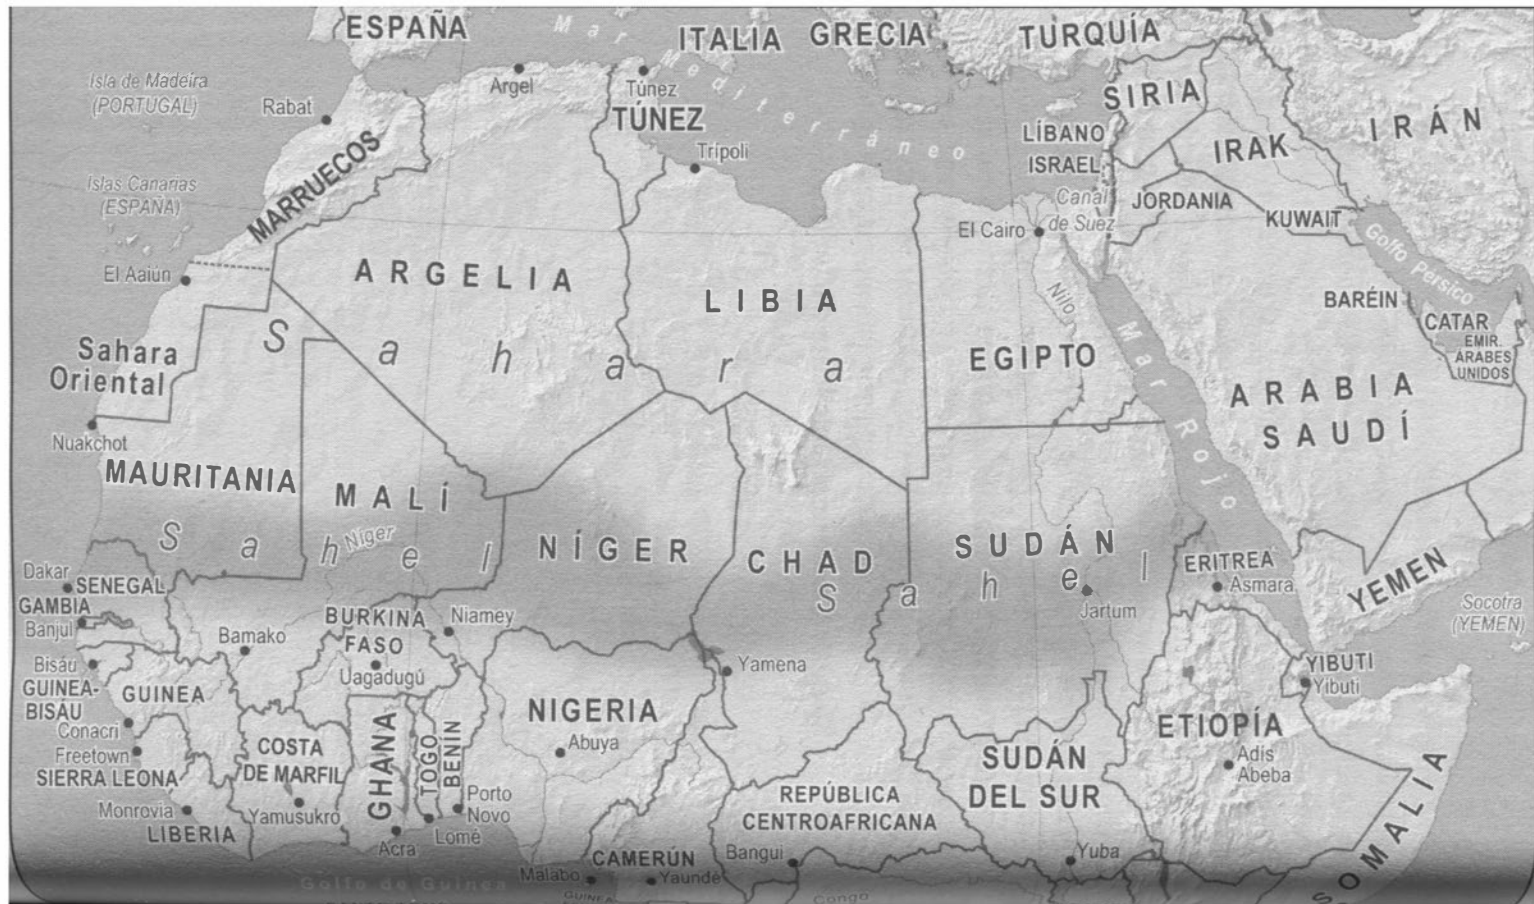 ESPAÑA
ITALIA
GRECIA
TURQUÍA
Mar Mediterráneo
Isla de Madeira
(PORTUGAL)
Rabat
Argel
Túnez
TÚNEZ
Trípoli
SIRIA
LÍBANO
ISRAEL
IRAK
IRÁN
JORDANIA
KUWAIT
Canal
de Suez
El Cairo
Islas Canarias
(ESPAÑA)
MARRUECOS
El Aaiún
ARGELIA
LIBIA
Nilo
Golfo Pérsico
BARÉIN
CATAR
EMIR.
ARABES
UNIDOS
Sahara
Sahara
Oriental
EGIPTO
Mar Rojo
ARABIA
SAUDÍ
Nuakchot
MAURITANIA
MALÍ
Níger
Sahel
NÍGER
CHAD
SUDÁN
Sahel
Jartum
ERITREA
Asmara
YEMEN
Socotra
(YEMEN)
Dakar
SENEGAL
GAMBIA
Banjul
Bamako
BURKINA
FASO
Uagadugú
Niamey
Yamena
YIBUTI
Yibuti
Bisáu
GUINEA-
BISÁU
GUINEA
Conacri
Freetown
SIERRA LEONA
Monrovia
LIBERIA
COSTA
DE MARFIL
Yamusukro
GHANA
Acra
TOGO
Lomé
BENIN
Porto
Novo
NIGERIA
Abuya
ETIOPÍA
Adís
Abeba
SUDÁN
DEL SUR
Yuba
REPÚBLICA
CENTROAFRICANA
Bangui
CAMERÚN
Yaundé
Malabo
GUINEA
Golfo de Guinea
Congo
SOMALIA